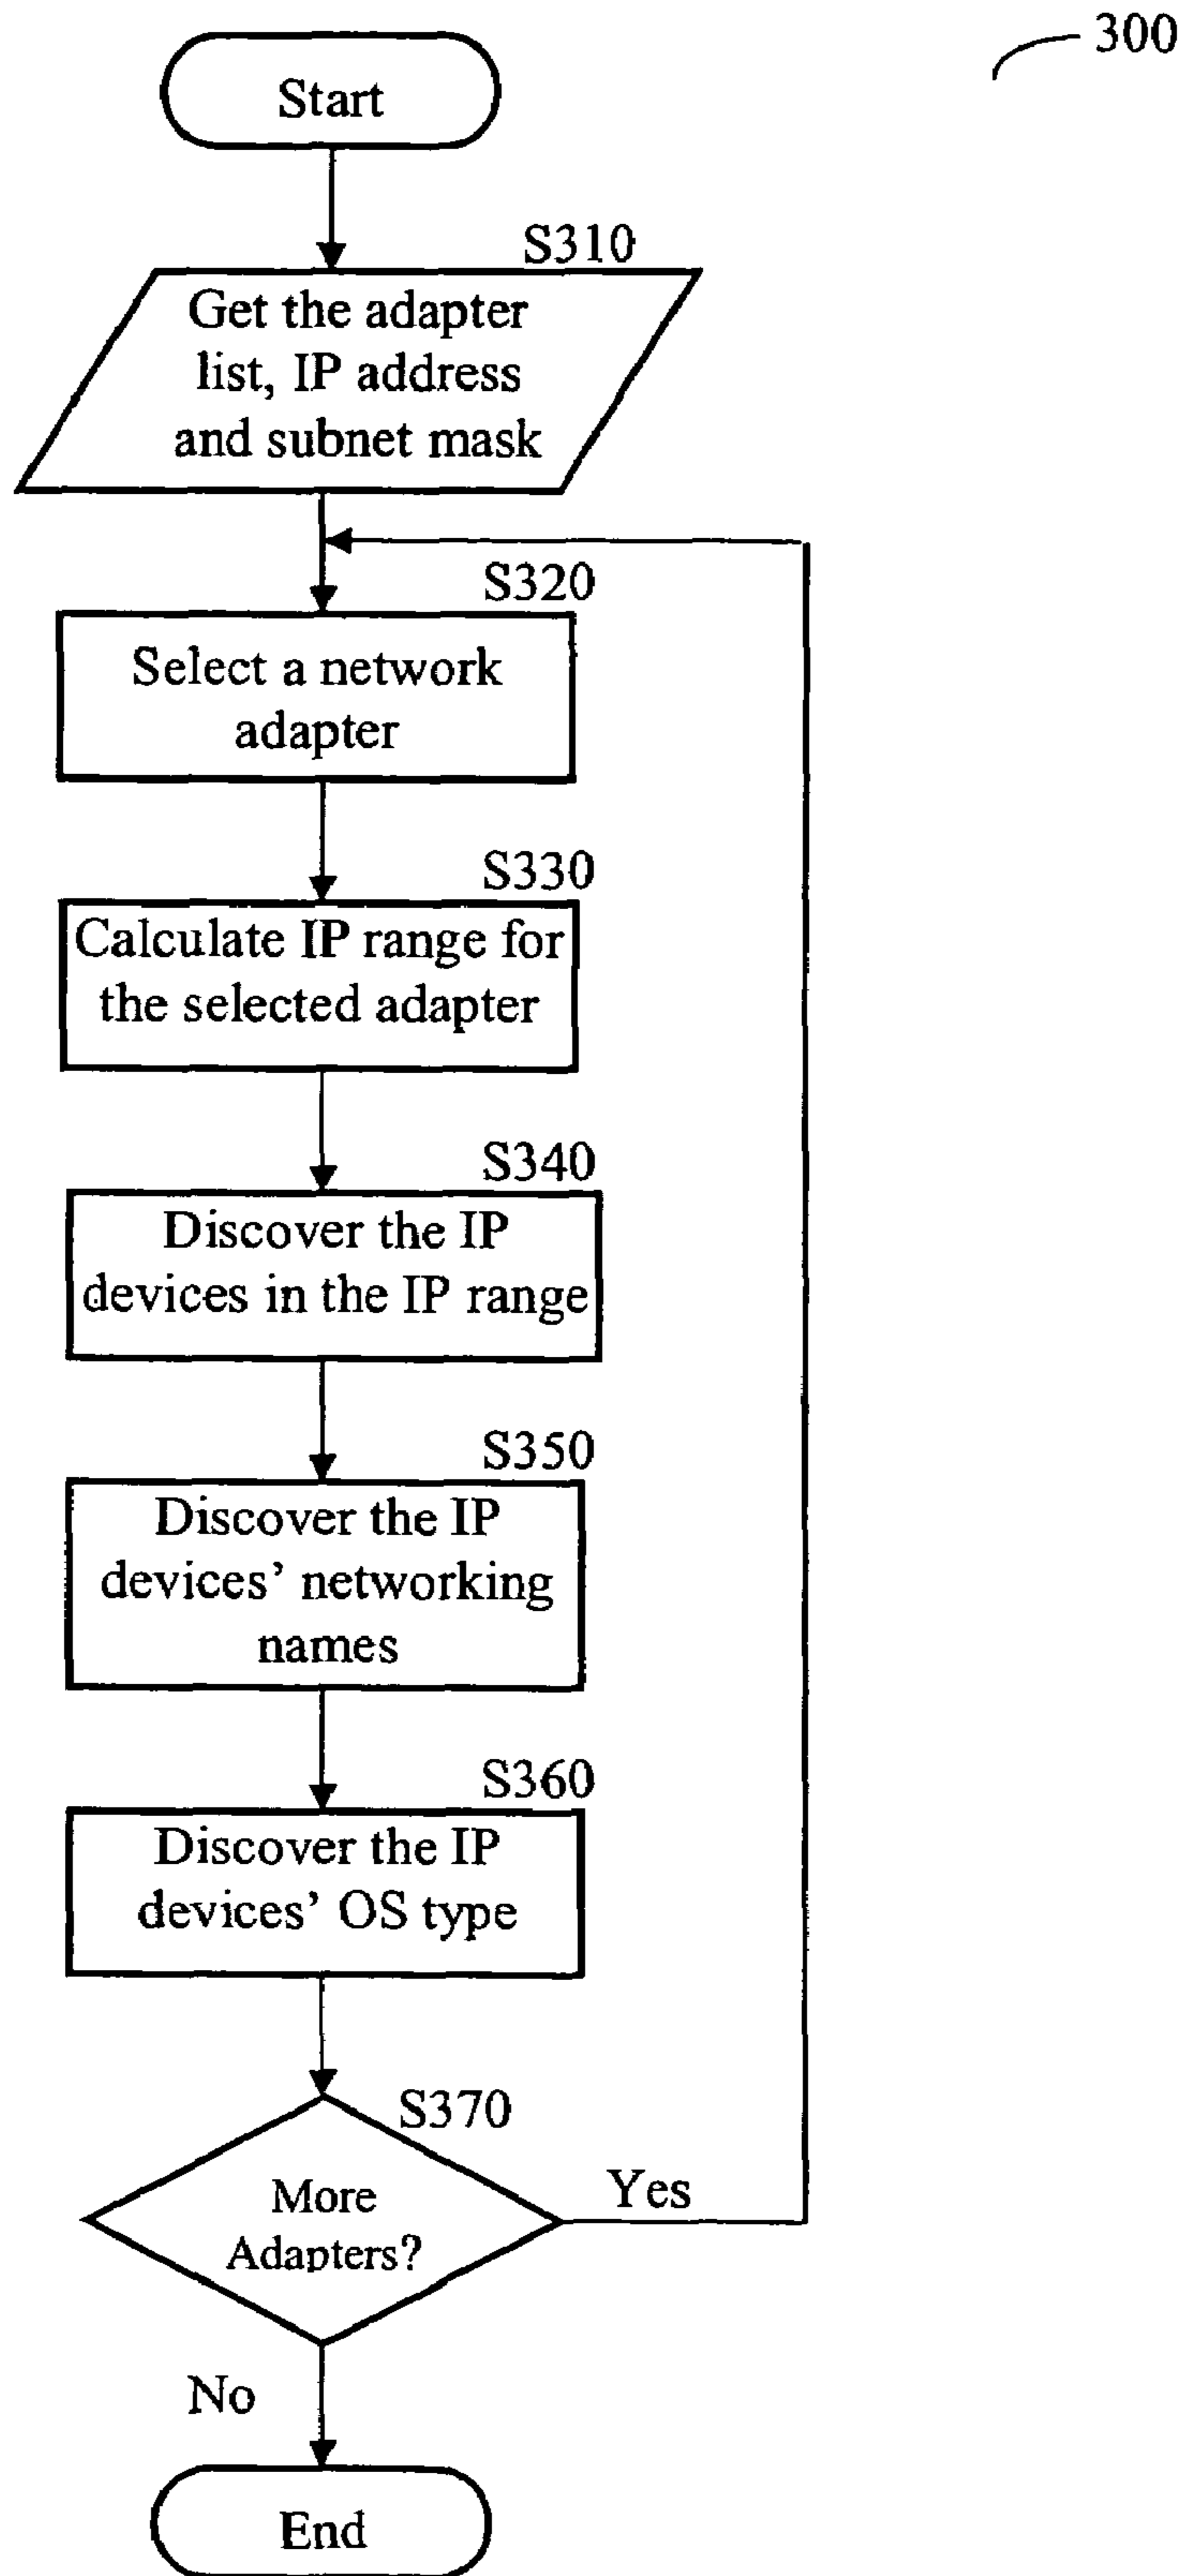 300
Start
S310
Get the adapter
list, IP address
and subnet mask
S320
Select a network
adapter
S330
Calculate IP range for
the selected adapter
S340
Discover the IP
devices in the IP range
S350
Discover the IP
devices’ networking
names
S360
Discover the IP
devices’ OS type
S370
More
Adapters?
Yes
No
End